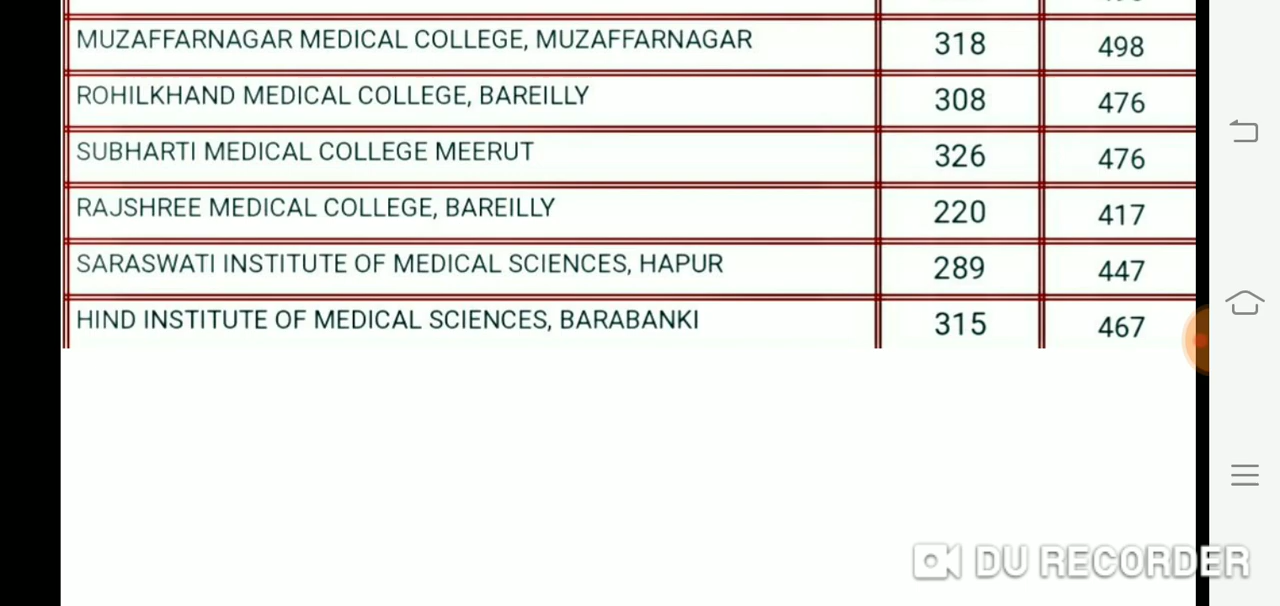 MUZAFFARNAGAR MEDICAL COLLEGE, MUZAFFARNAGAR 318 498
ROHILKHAND MEDICAL COLLEGE, BAREILLY 308 476
SUBHARTI MEDICAL COLLEGE MEERUT 326 476
RAJSHREE MEDICAL COLLEGE, BAREILLY 220 417
SARASWATI INSTITUTE OF MEDICAL SCIENCES, HAPUR 289 447
HIND INSTITUTE OF MEDICAL SCIENCES, BARABANKI 315 467
DU RECORDER